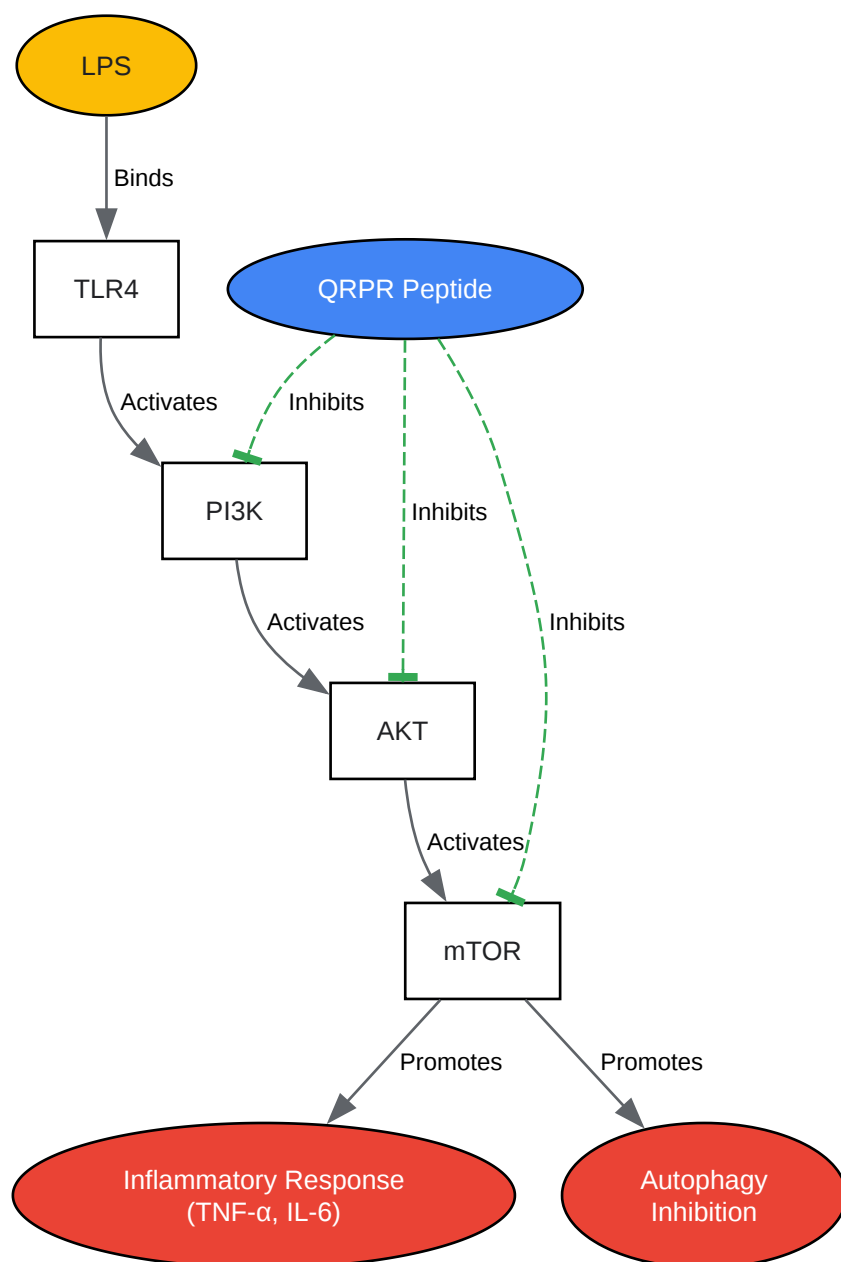 LPS
Binds
TLR4
QRPR Peptide
Activates
Inhibits
PI3K
Inhibits
Activates
Inhibits
AKT
Activates
mTOR
Promotes
Promotes
Inflammatory Response
(TNF-α, IL-6)
Autophagy
Inhibition